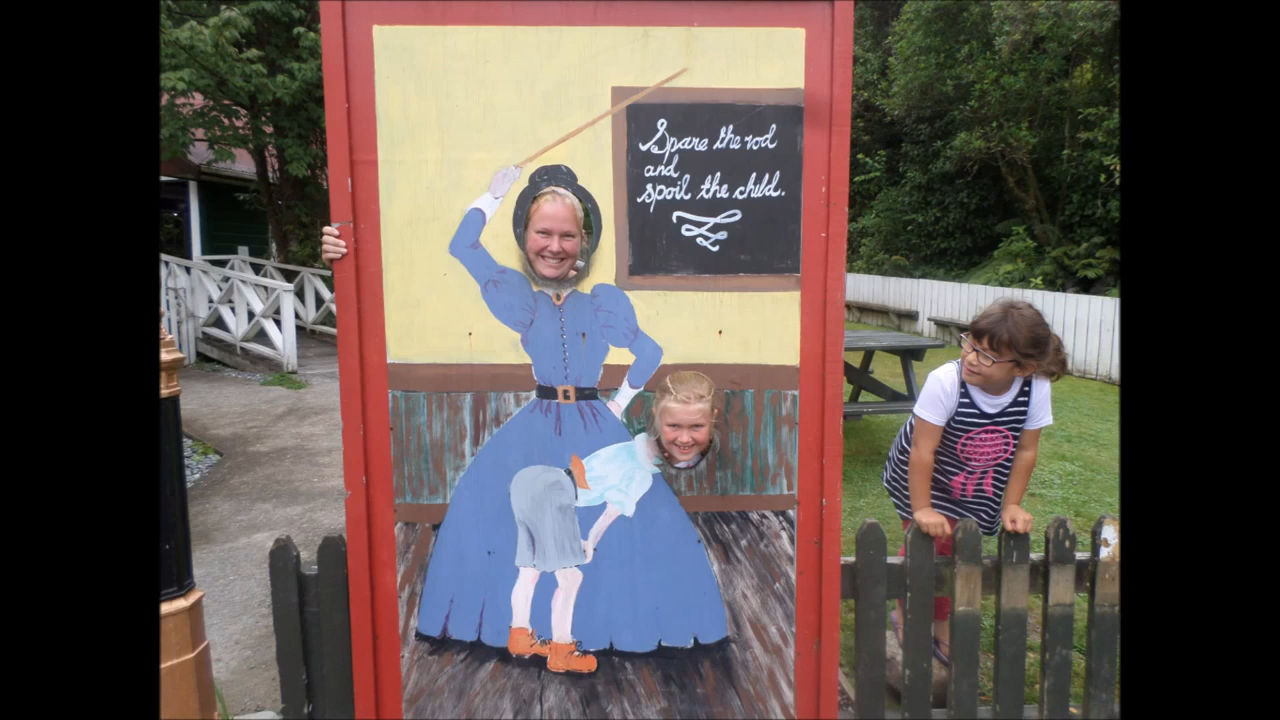 Spare the rod
and
spoil the child.